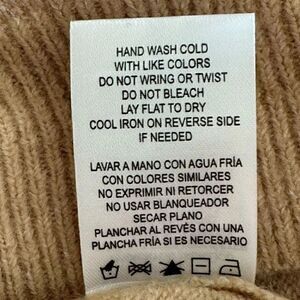 HAND WASH COLD
WITH LIKE COLORS
DO NOT WRING OR TWIST
DO NOT BLEACH
LAY FLAT TO DRY
COOL IRON ON REVERSE SIDE
IF NEEDED
LAVAR A MANO CON AGUA FRÍA
CON COLORES SIMILARES
NO EXPRIMIR NI RETORCER
NO USAR BLANQUEADOR
SECAR PLANO
PLANCHAR AL REVÉS CON UNA
PLANCHA FRÍA SI ES NECESARIO